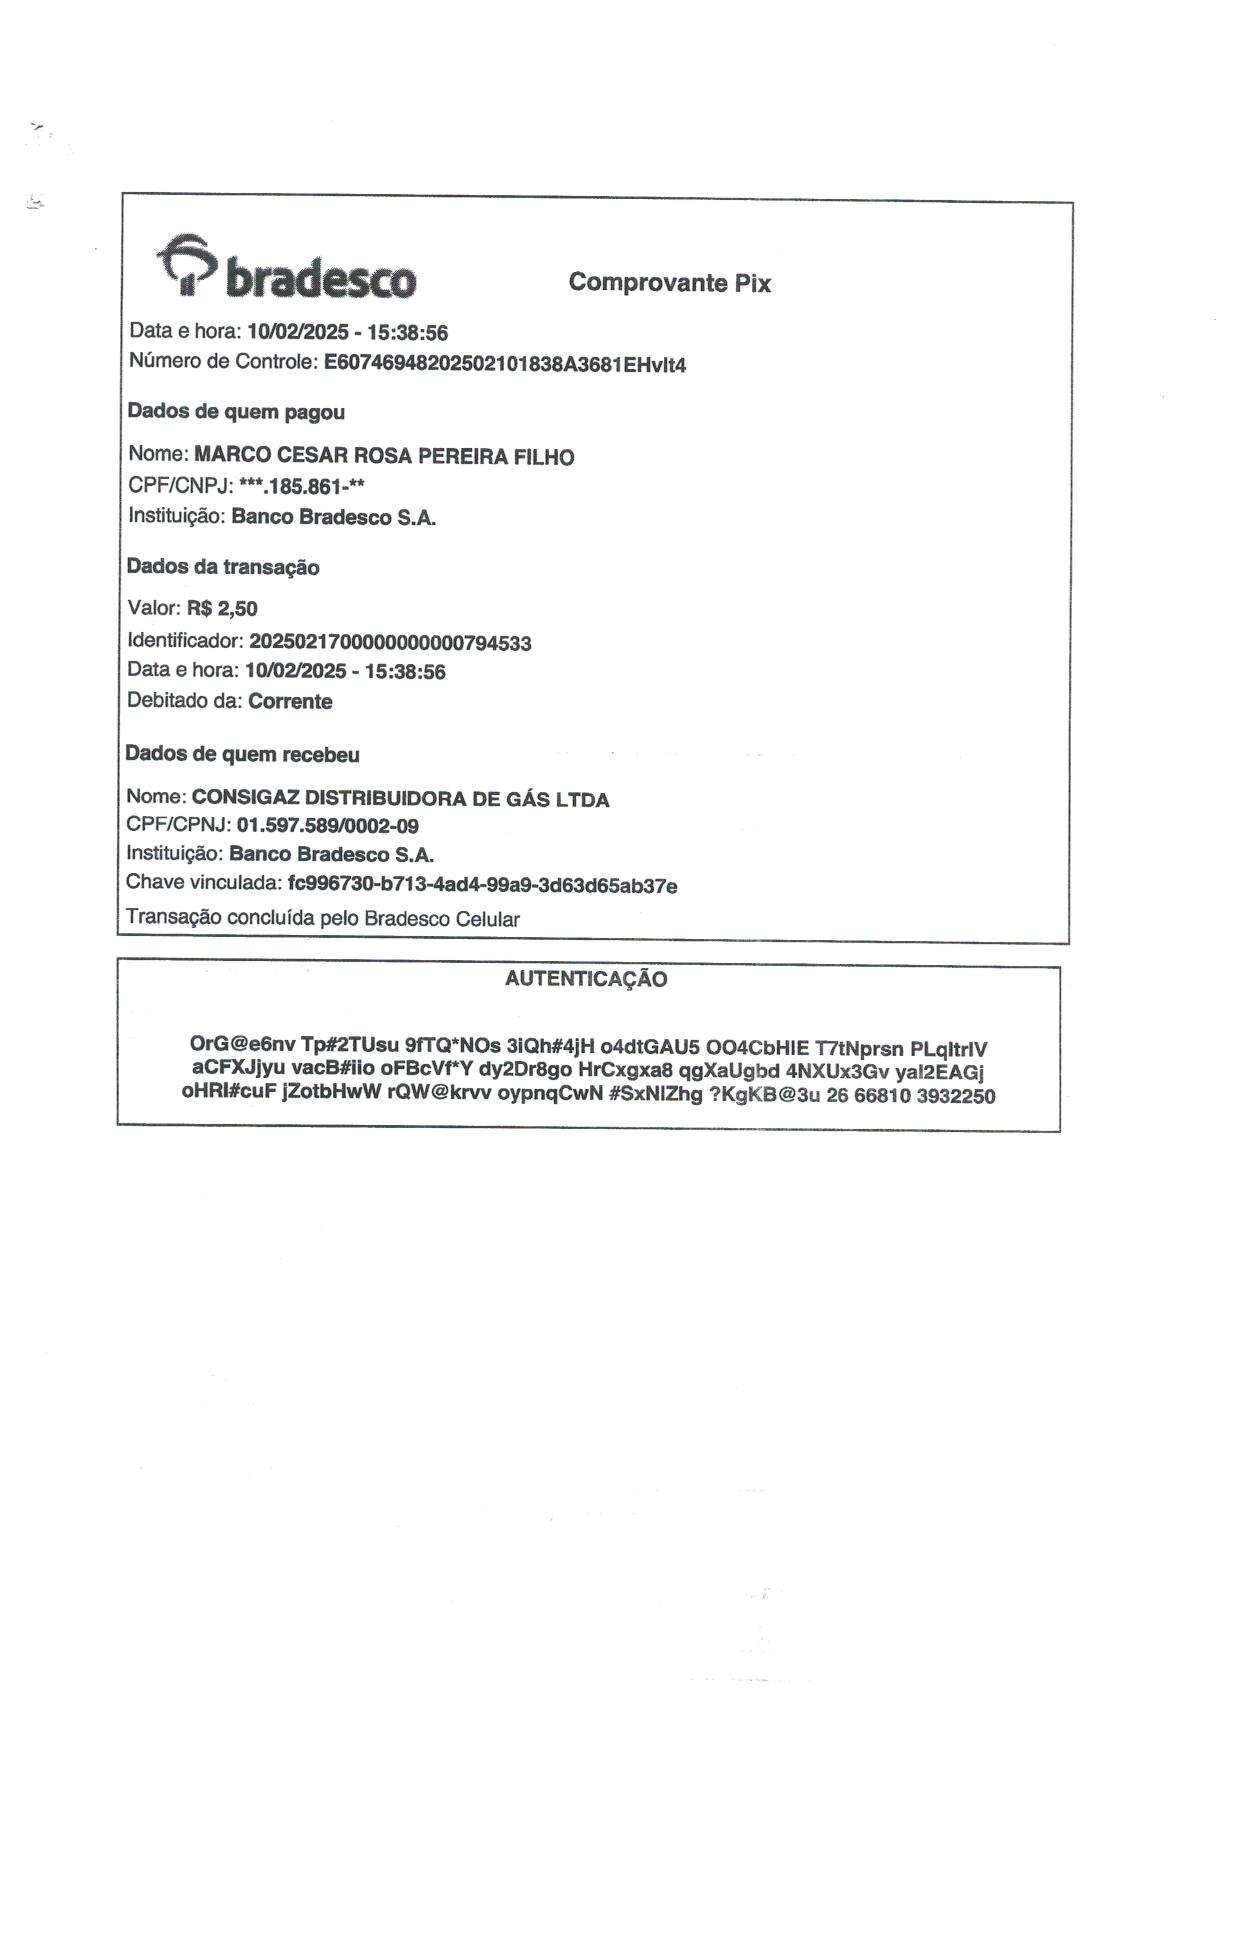 bradesco
Comprovante Pix
Data e hora: 10/02/2025 - 15:38:56
Número de Controle: E60746948202502101838A3681EHvIt4
Dados de quem pagou
Nome: MARCO CESAR ROSA PEREIRA FILHO
CPF/CNPJ: ***.185.861-**
Instituição: Banco Bradesco S.A.
Dados da transação
Valor: R$ 2,50
Identificador: 2025021700000000000794533
Data e hora: 10/02/2025 - 15:38:56
Debitado da: Corrente
Dados de quem recebeu
Nome: CONSIGAZ DISTRIBUIDORA DE GÁS LTDA
CPF/CPNJ: 01.597.589/0002-09
Instituição: Banco Bradesco S.A.
Chave vinculada: fc996730-b713-4ad4-99a9-3d63d65ab37e
Transação concluída pelo Bradesco Celular
AUTENTICAÇÃO
OrG@e6nv Tp#2TUsu 9fTQ*NOs 3iQh#4jH o4dtGAU5 OO4CbHIE T7tNprsn PLqItrIV
aCFXJjyu vacB#iio oFBcVf*Y dy2Dr8go HrCxgxa8 qgXaUgbd 4NXUx3Gv yaI2EAGj
oHRI#cuF jZotbHwW rQW@krvv oypnqCwN #SxNIZhg ?KgKB@3u 26 66810 3932250